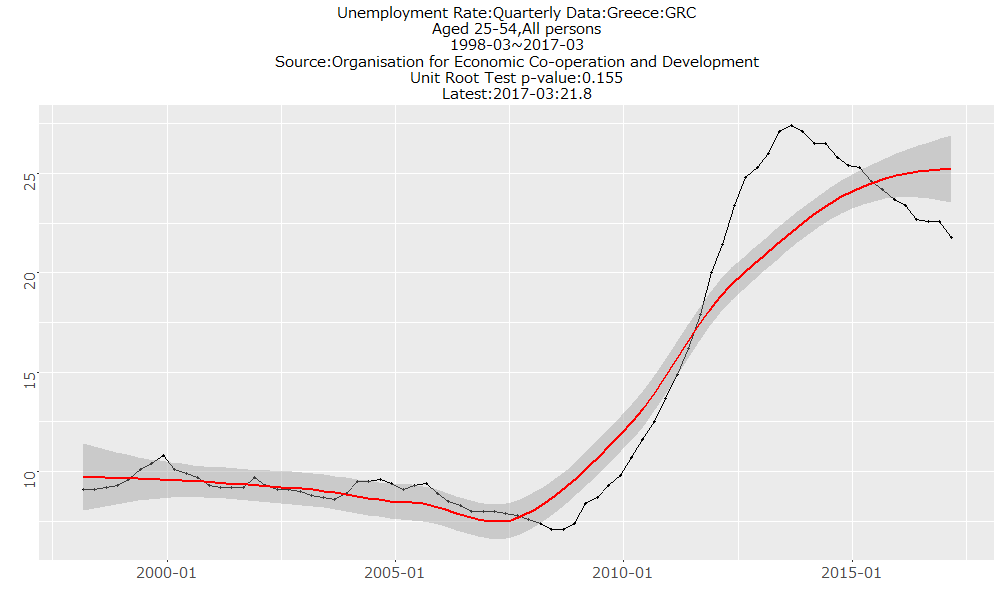 Unemployment Rate:Quarterly Data:Greece:GRC
Aged 25-54,All persons
1998-03~2017-03
Source:Organisation for Economic Co-operation and Development
Unit Root Test p-value:0.155
Latest:2017-03:21.8
25
20
15
10
2000-01 2005-01 2010-01 2015-01